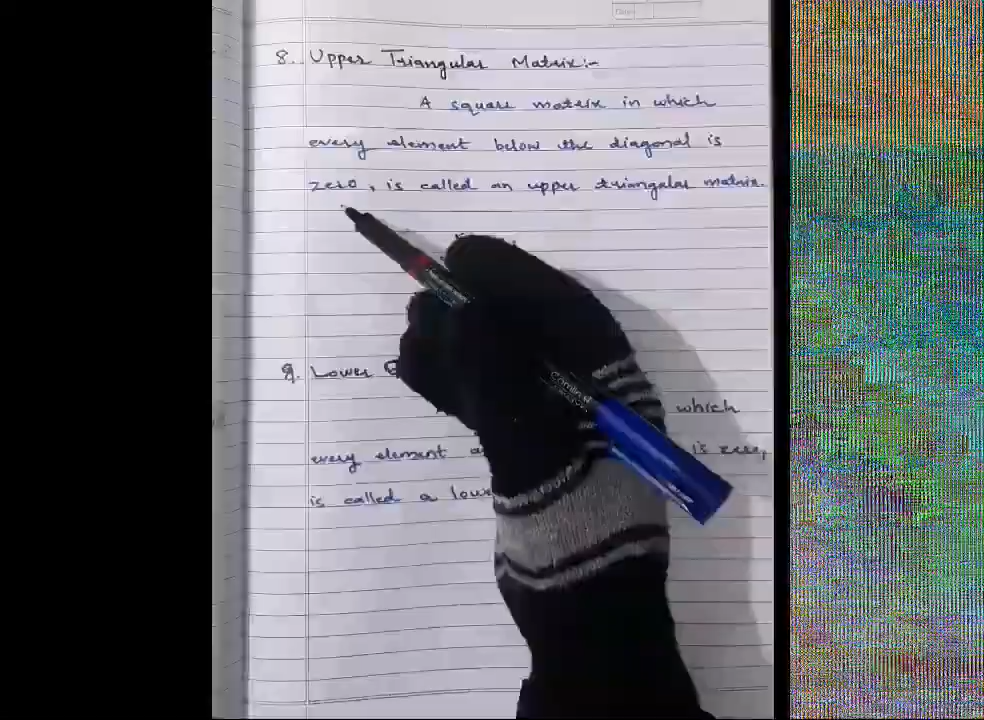 8. Upper Triangular Matrix:-
A square matrix in which
every element below the diagonal is
zero, is called an upper triangular matrix.
9. Lower
which
every element is zero,
is called a